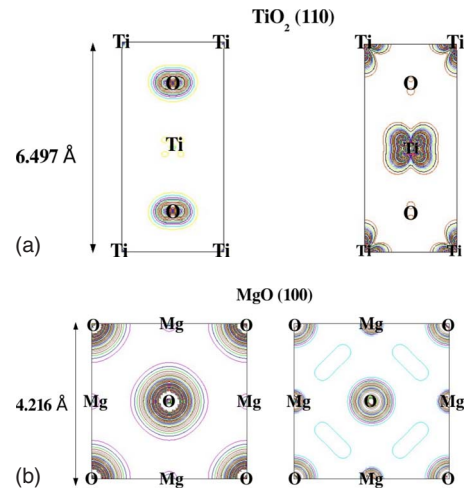 TiO2 (110)
Ti Ti Ti Ti
O O
6.497 Å Ti Ti
O O
(a) Ti Ti Ti Ti
MgO (100)
O Mg O O Mg O
4.216 Å Mg O Mg Mg O Mg
(b) O Mg O O Mg O